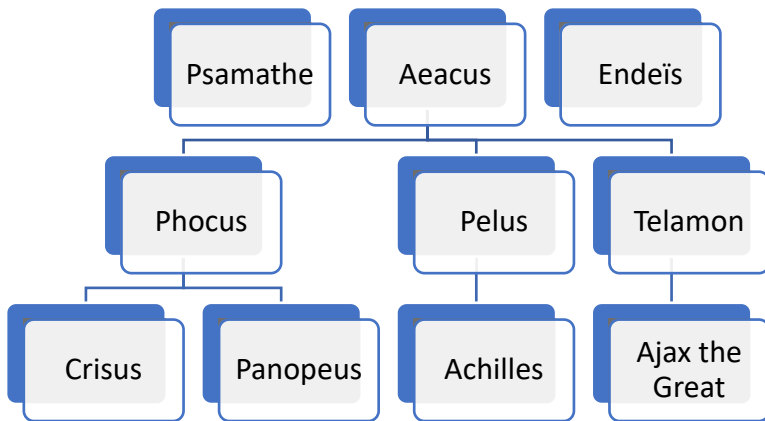 Psamathe
Aeacus
Endeïs
Phocus
Pelus
Telamon
Crisus
Panopeus
Achilles
Ajax the
Great